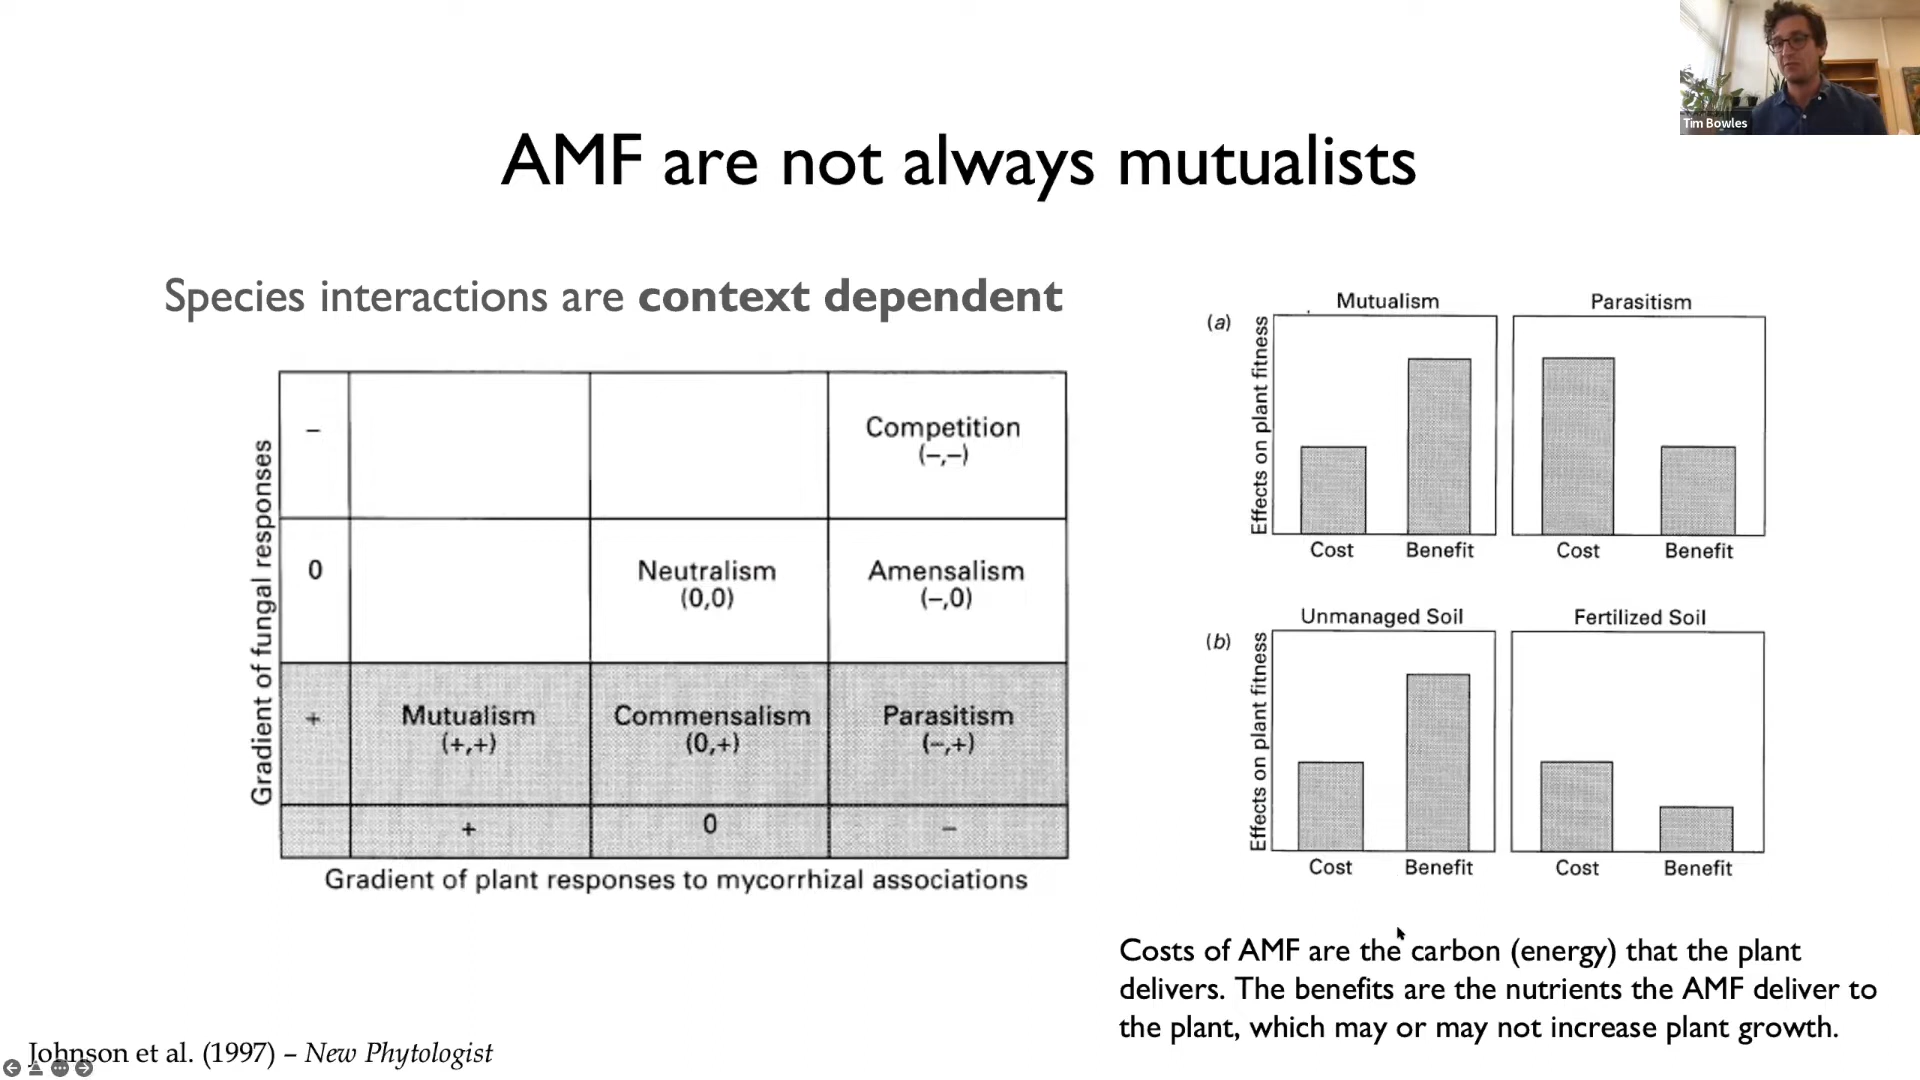 Tim Bowles
AMF are not always mutualists
Species interactions are context dependent
Gradient of fungal responses
–
Competition
(–,–)
0
Neutralism
(0,0)
Amensalism
(–,0)
+
Mutualism
(+,+)
Commensalism
(0,+)
Parasitism
(–,+)
+
0
–
Gradient of plant responses to mycorrhizal associations
(a)
Effects on plant fitness
Mutualism
Cost
Benefit
Parasitism
Cost
Benefit
(b)
Effects on plant fitness
Unmanaged Soil
Cost
Benefit
Fertilized Soil
Cost
Benefit
Costs of AMF are the carbon (energy) that the plant
delivers. The benefits are the nutrients the AMF deliver to
the plant, which may or may not increase plant growth.
Johnson et al. (1997) – New Phytologist